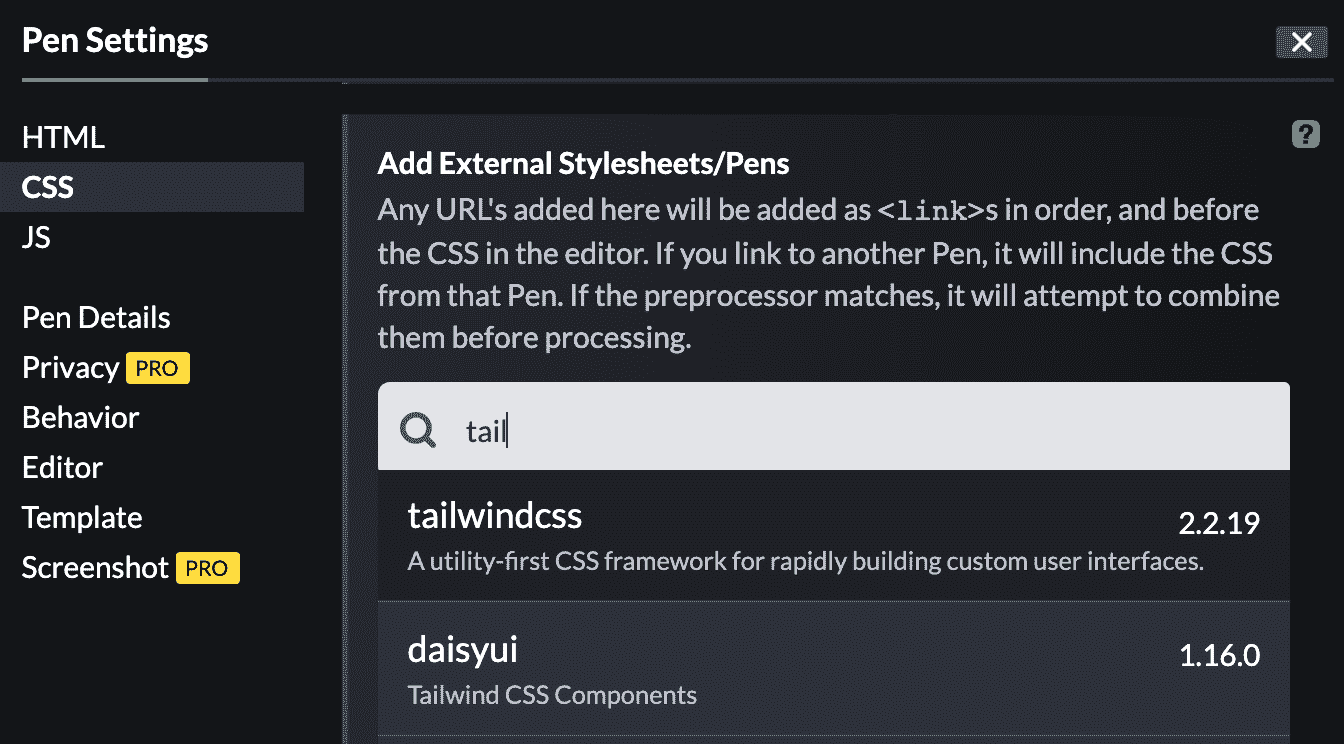 Pen Settings
HTML
CSS
JS
Pen Details
Privacy PRO
Behavior
Editor
Template
Screenshot PRO
?
Add External Stylesheets/Pens
Any URL's added here will be added as <link>s in order, and before
the CSS in the editor. If you link to another Pen, it will include the CSS
from that Pen. If the preprocessor matches, it will attempt to combine
them before processing.
tail
tailwindcss 2.2.19
A utility-first CSS framework for rapidly building custom user interfaces.
daisyui 1.16.0
Tailwind CSS Components